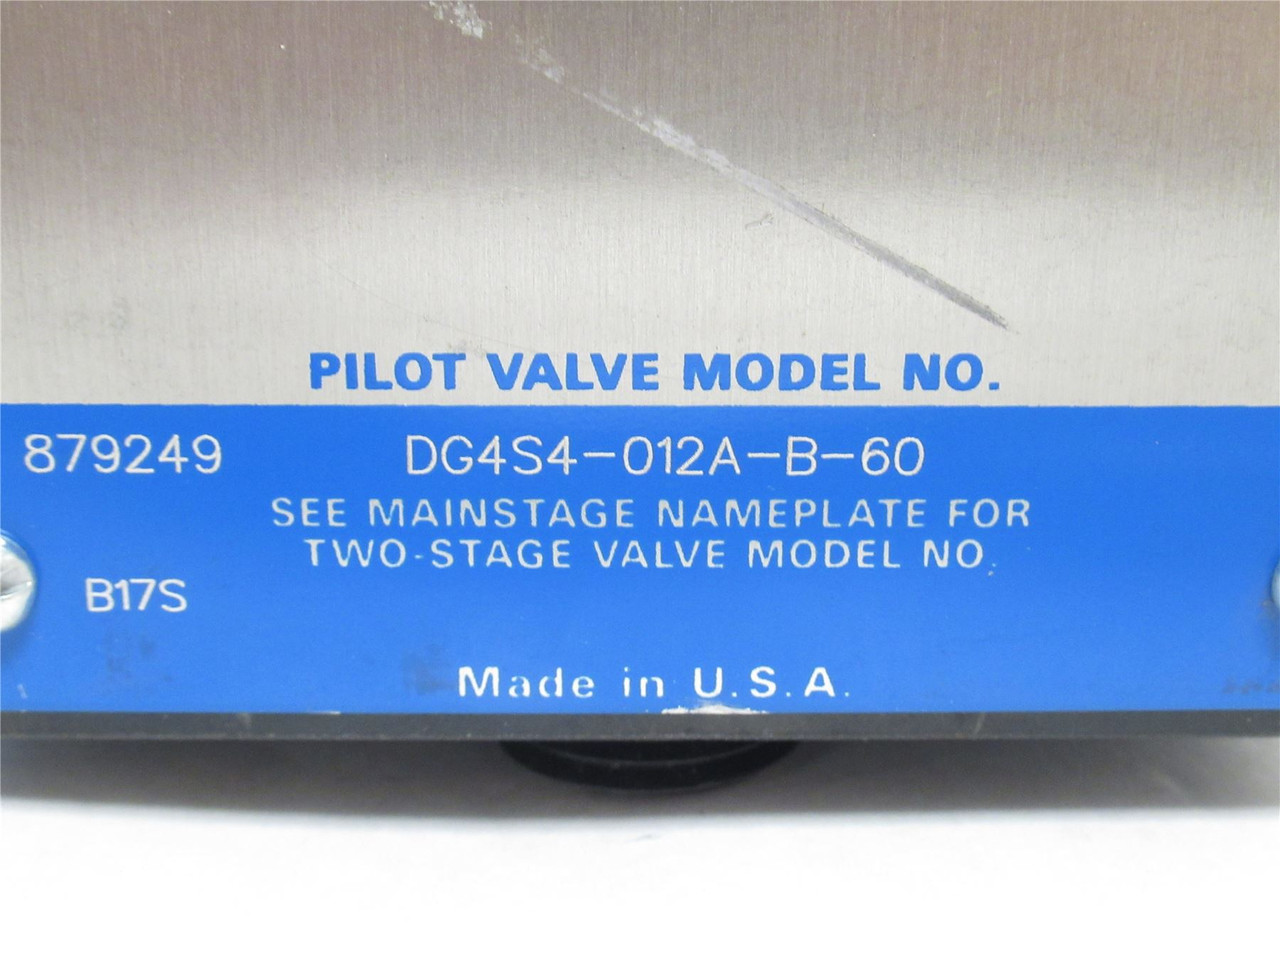 PILOT VALVE MODEL NO.
879249 DG4S4-012A-B-60
SEE MAINSTAGE NAMEPLATE FOR
TWO-STAGE VALVE MODEL NO.
B17S
Made in U.S.A.